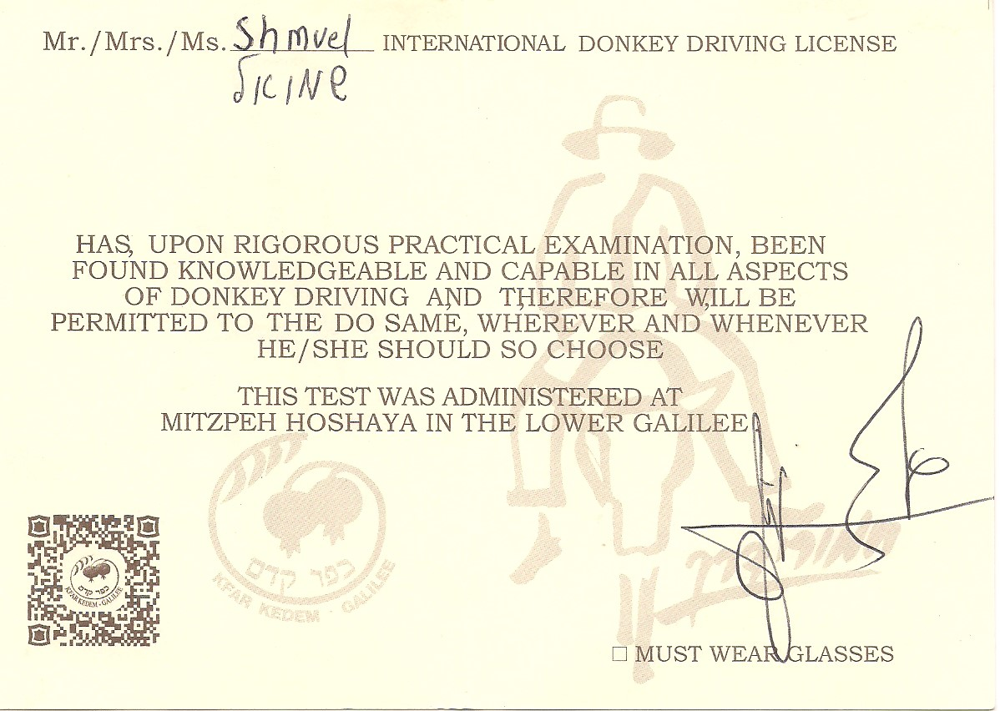 Mr./Mrs./Ms. Shmuel INTERNATIONAL DONKEY DRIVING LICENSE
שמואל
HAS, UPON RIGOROUS PRACTICAL EXAMINATION, BEEN
FOUND KNOWLEDGEABLE AND CAPABLE IN ALL ASPECTS
OF DONKEY DRIVING AND THEREFORE WILL BE
PERMITTED TO THE DO SAME, WHEREVER AND WHENEVER
HE/SHE SHOULD SO CHOOSE
THIS TEST WAS ADMINISTERED AT
MITZPEH HOSHAYA IN THE LOWER GALILEE
כפר קדם
KFAR KEDEM - GALILEE
כפר קדם
KFAR KEDEM - GALILEE
□ MUST WEAR GLASSES